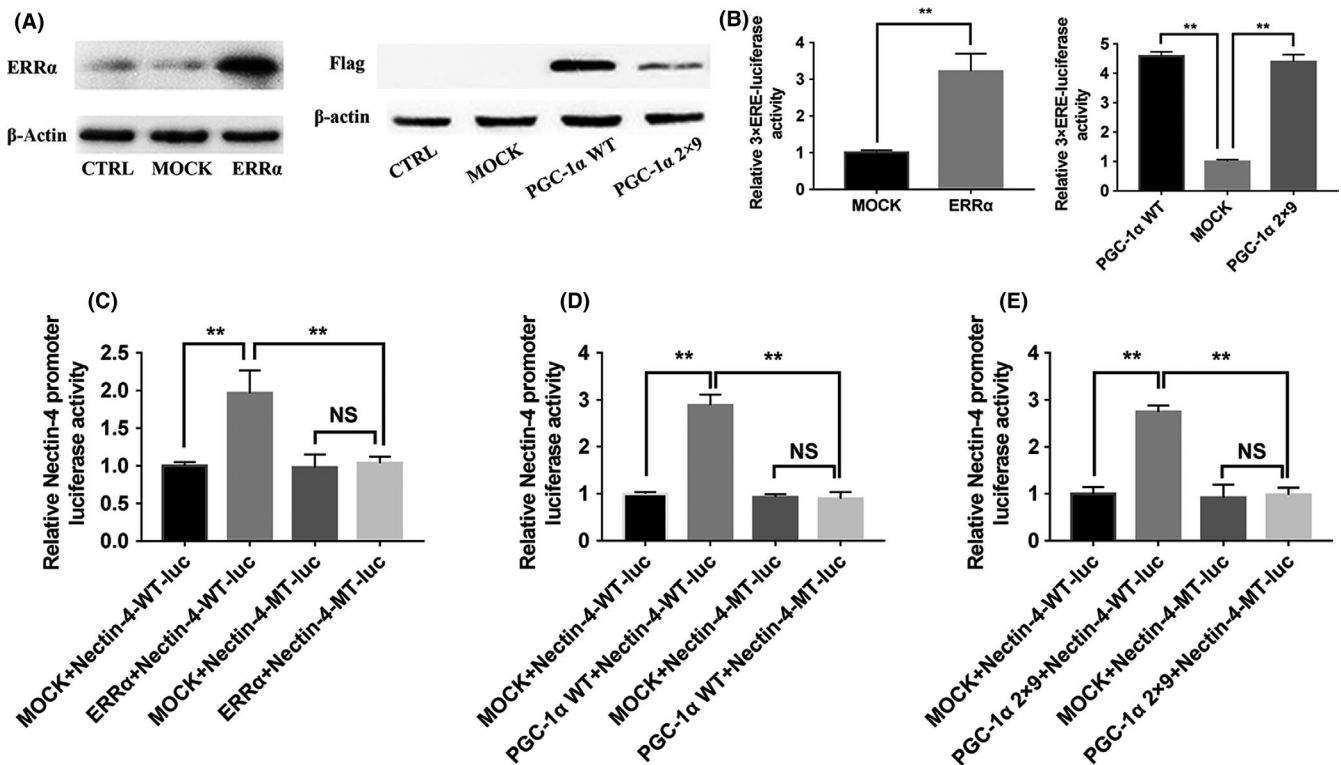 (A)
ERRα
β-Actin
CTRL MOCK ERRα
Flag
β-actin
CTRL
MOCK
PGC-1α WT
PGC-1α 2×9
(B)
Relative 3×ERE-luciferase
activity
5
4
3
2
1
0
**
MOCK ERRα
Relative 3×ERE-luciferase
activity
5
4
3
2
1
0
** **
PGC-1α WT
MOCK
PGC-1α 2×9
(C)
Relative Nectin-4 promoter
luciferase activity
2.5
2.0
1.5
1.0
0.5
0.0
** **
NS
MOCK+Nectin-4-WT-luc
ERRα+Nectin-4-WT-luc
MOCK+Nectin-4-MT-luc
ERRα+Nectin-4-MT-luc
(D)
Relative Nectin-4 promoter
luciferase activity
4
3
2
1
0
** **
NS
MOCK+Nectin-4-WT-luc
PGC-1α WT+Nectin-4-WT-luc
MOCK+Nectin-4-MT-luc
PGC-1α WT+Nectin-4-MT-luc
(E)
Relative Nectin-4 promoter
luciferase activity
4
3
2
1
0
** **
NS
MOCK+Nectin-4-WT-luc
PGC-1α 2×9+Nectin-4-WT-luc
MOCK+Nectin-4-MT-luc
PGC-1α 2×9+Nectin-4-MT-luc